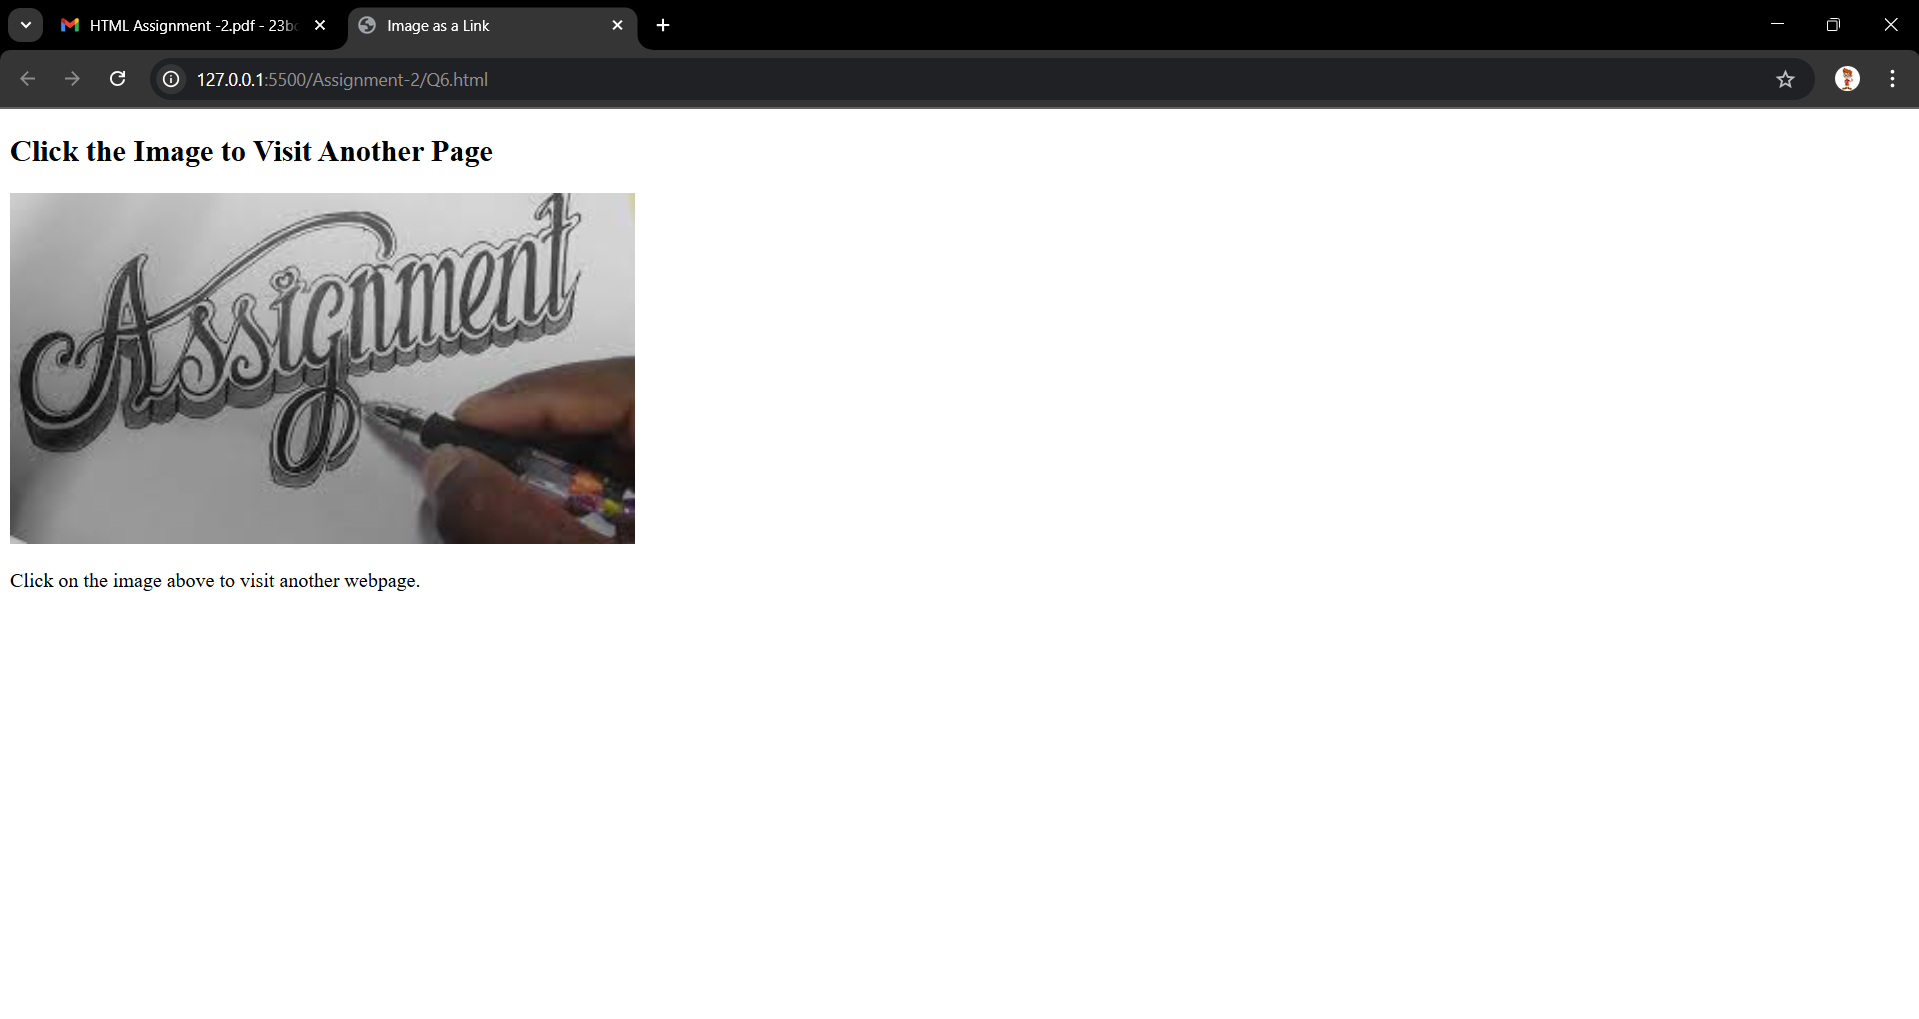 HTML Assignment -2.pdf - 23b
Image as a Link
127.0.0.1:5500/Assignment-2/Q6.html
Click the Image to Visit Another Page
Assignment
Click on the image above to visit another webpage.